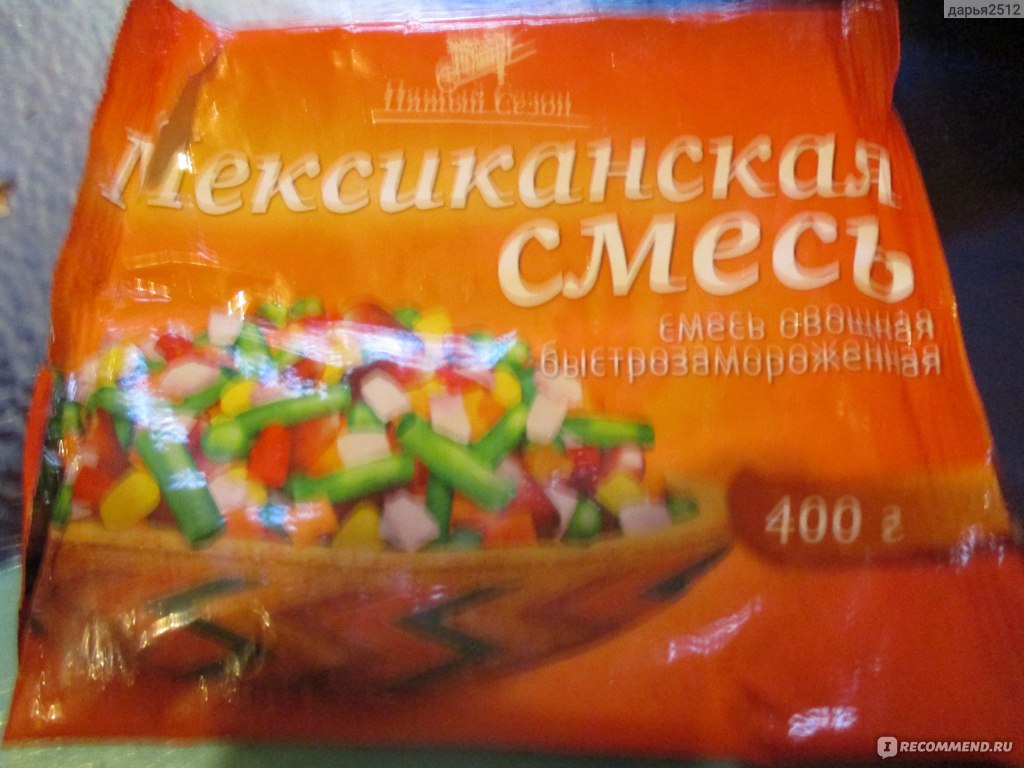 дарья2512
Пятый Сезон
Мексиканская
смесь
смесь овощная
быстрозамороженная
400 г
I RECOMMEND.RU